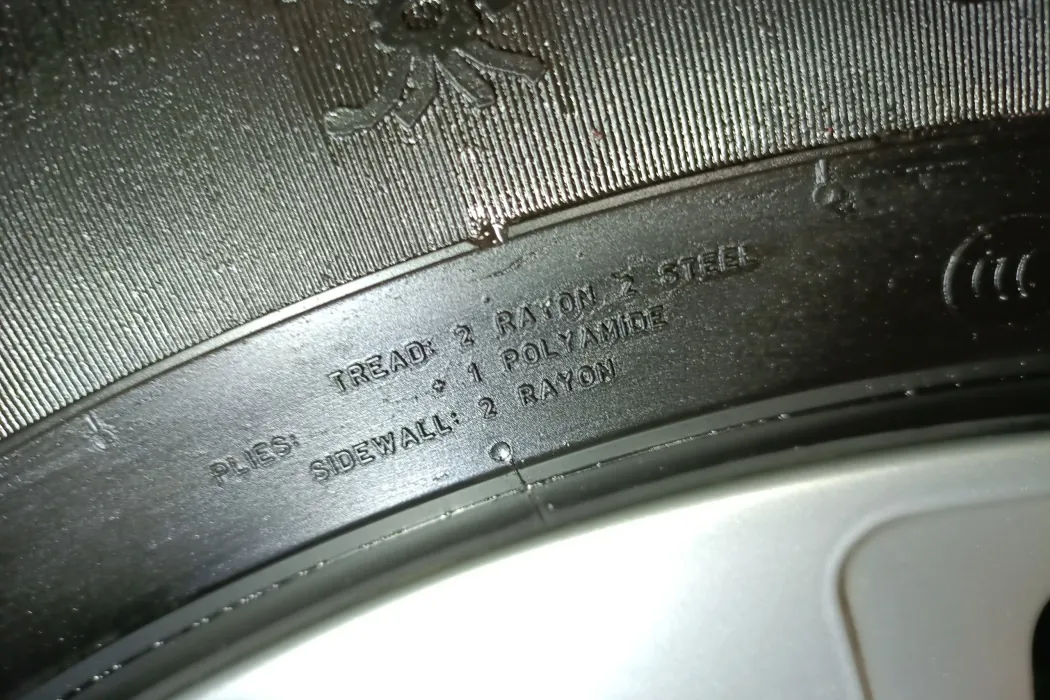 TREAD: 2 RAYON 2 STEEL
+ 1 POLYAMIDE
PLIES:
SIDEWALL: 2 RAYON